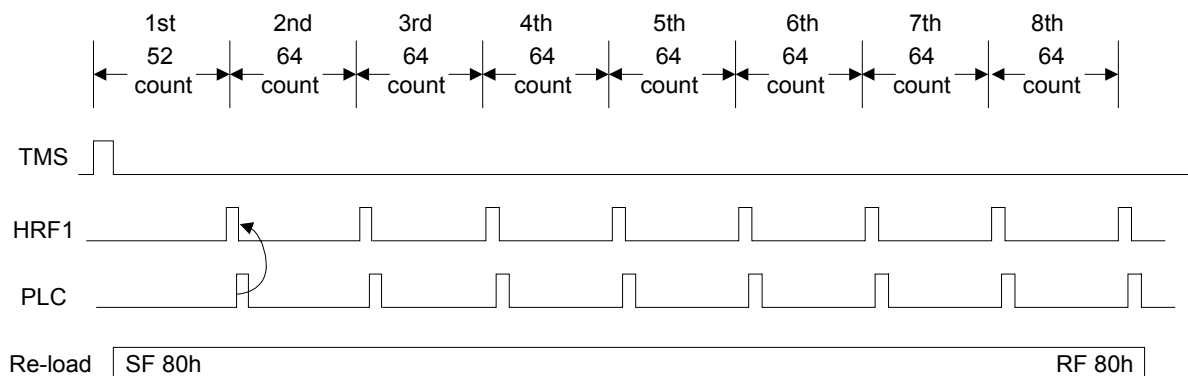 1st 2nd 3rd 4th 5th 6th 7th 8th
52 64 64 64 64 64 64 64
count count count count count count count count
TMS
HRF1
PLC
Re-load SF 80h RF 80h